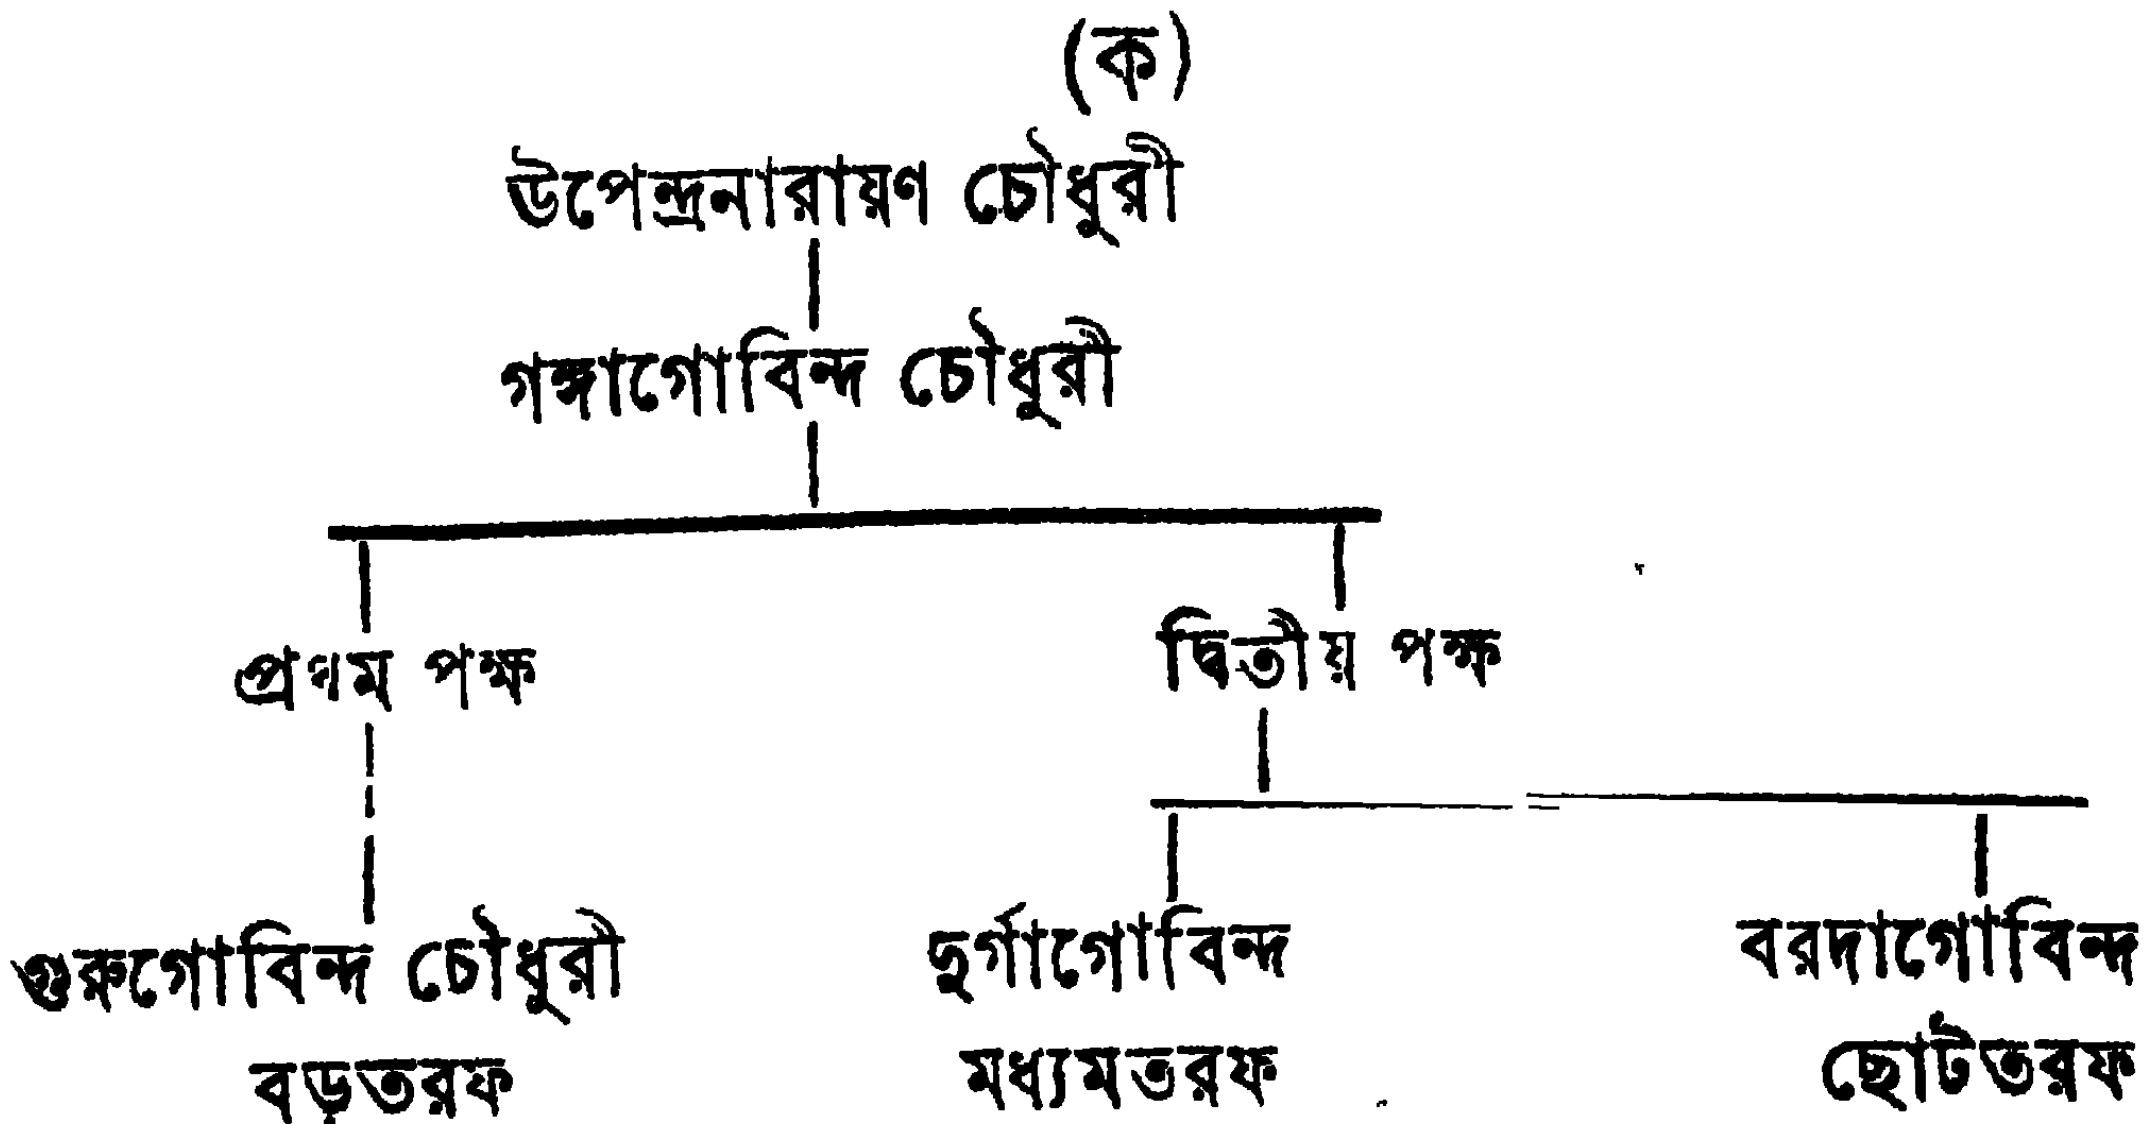 (ক)
উপেন্দ্রনারায়ণ চৌধুরী
গঙ্গাগোবিন্দ চৌধুরী
প্রথম পক্ষ দ্বিতীয় পক্ষ
গুরুগোবিন্দ চৌধুরী দুর্গাগোবিন্দ বরদাগোবিন্দ
বড়তরফ মধ্যমতরফ ছোটতরফ